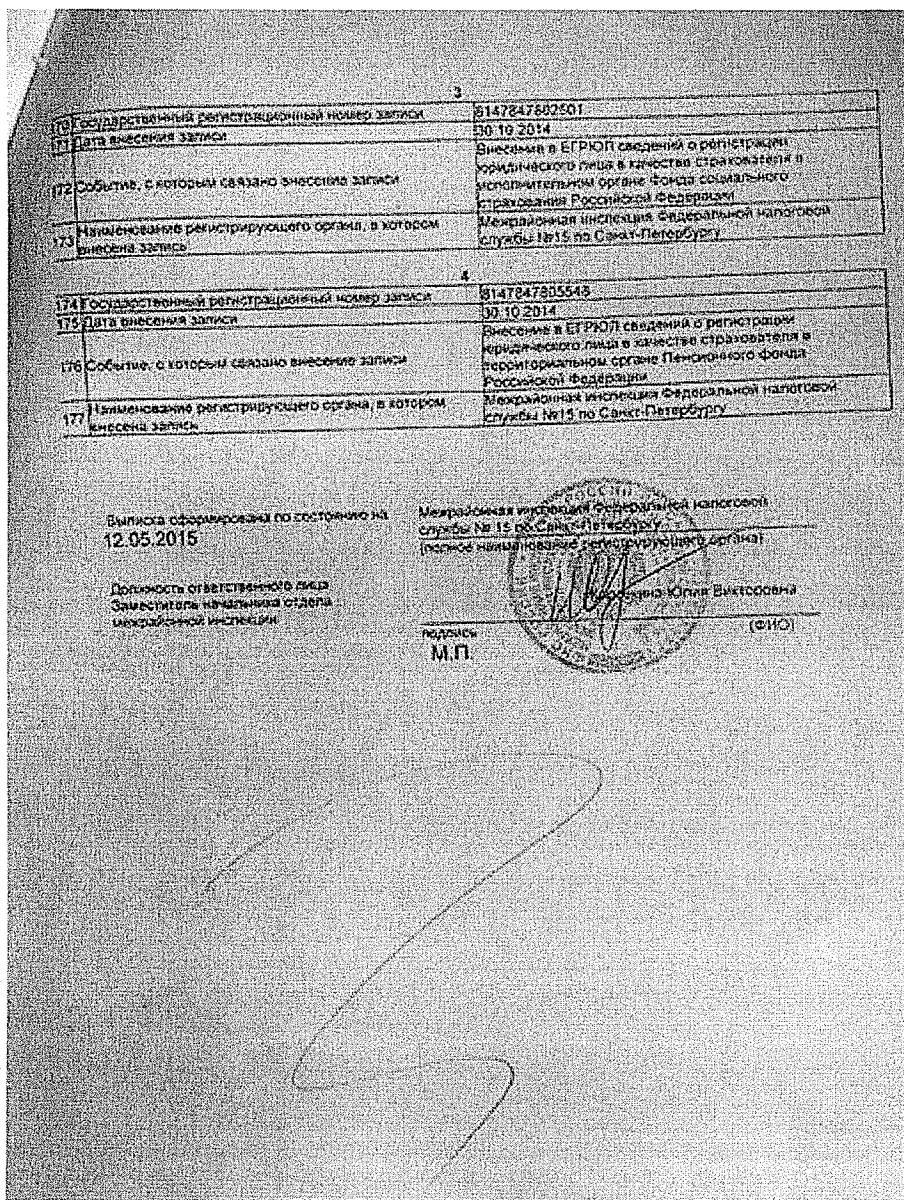 3
170 Государственный регистрационный номер записи 8147847802501
171 Дата внесения записи 30.10.2014
172 Событие, с которым связано внесение записи Внесение в ЕГРЮЛ сведений о регистрации
юридического лица в качестве страхователя в
исполнительном органе Фонда социального
страхования Российской Федерации
173 Наименование регистрирующего органа, в котором
внесена запись Межрайонная инспекция Федеральной налоговой
службы №15 по Санкт-Петербургу
4
174 Государственный регистрационный номер записи 8147847805548
175 Дата внесения записи 30.10.2014
176 Событие, с которым связано внесение записи Внесение в ЕГРЮЛ сведений о регистрации
юридического лица в качестве страхователя в
территориальном органе Пенсионного фонда
Российской Федерации
177 Наименование регистрирующего органа, в котором
внесена запись Межрайонная инспекция Федеральной налоговой
службы №15 по Санкт-Петербургу
Выписка сформирована по состоянию на
12.05.2015
Межрайонная инспекция Федеральной налоговой
службы № 15 по Санкт-Петербургу
(полное наименование регистрирующего органа)
Должность ответственного лица
Заместитель начальника отдела
межрайонной инспекции
Юлия Викторовна
подпись (ФИО)
М.П.